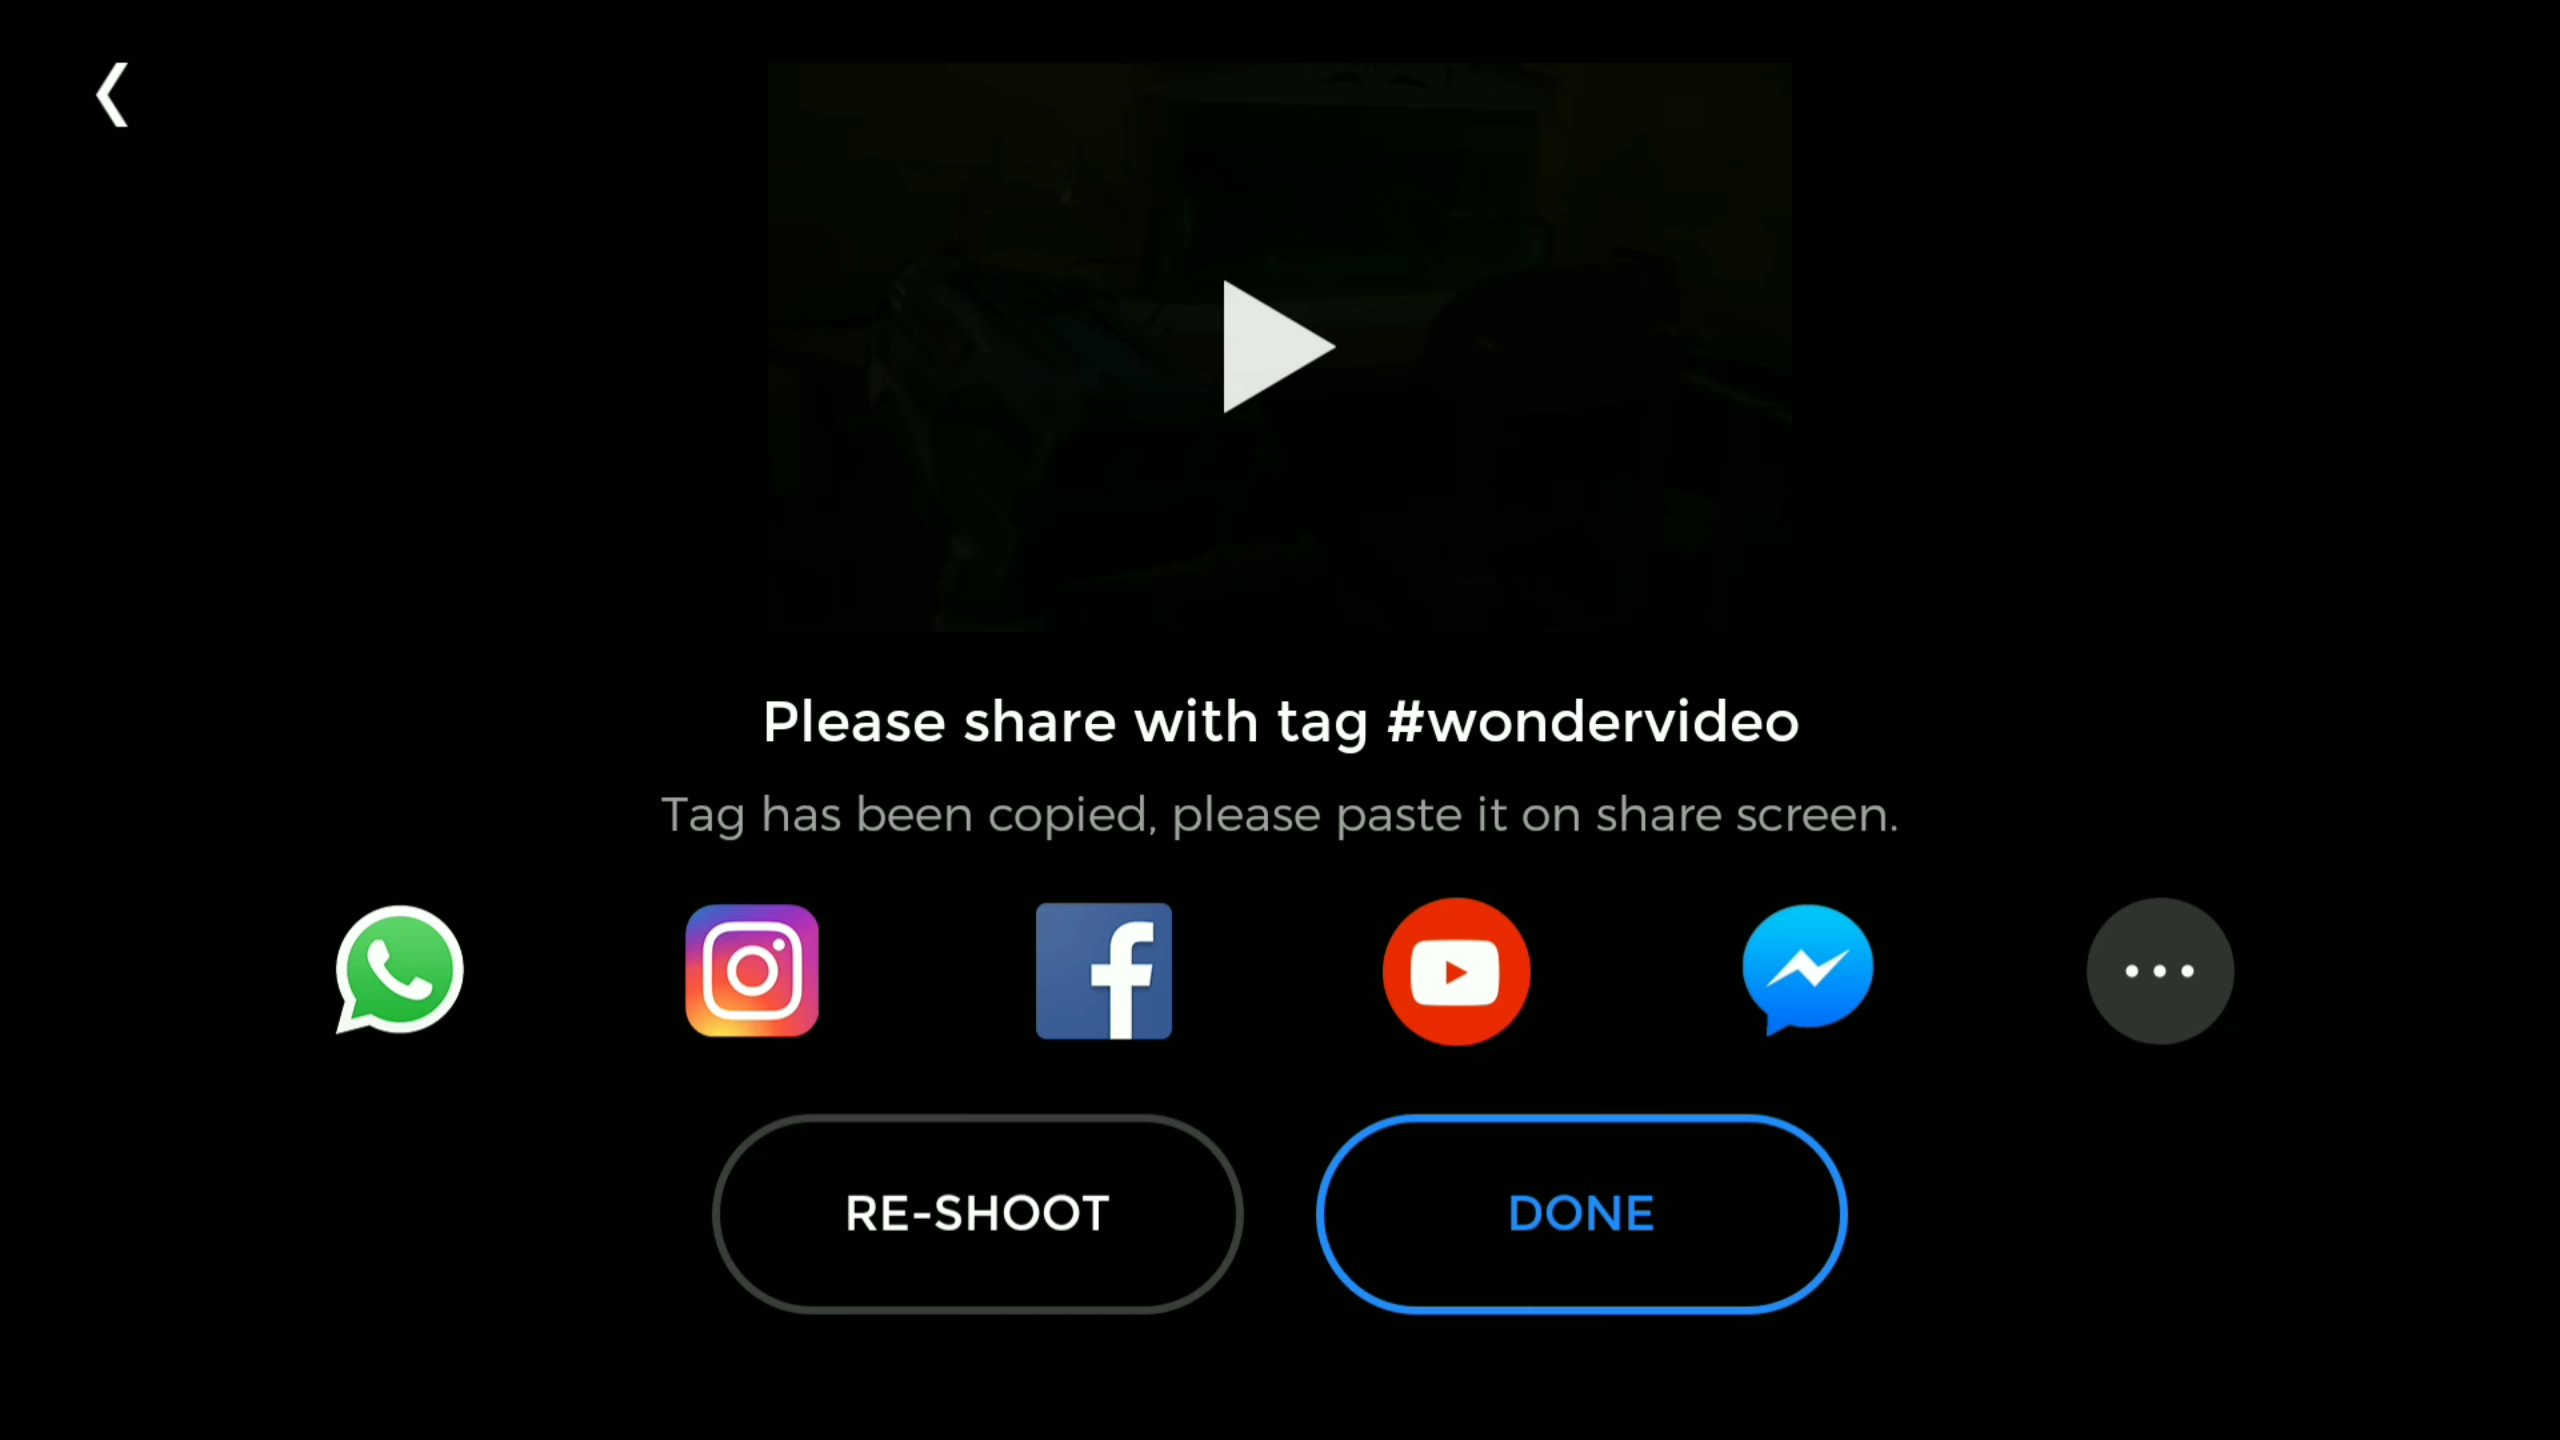 Please share with tag #wondervideo
Tag has been copied, please paste it on share screen.
RE-SHOOT
DONE